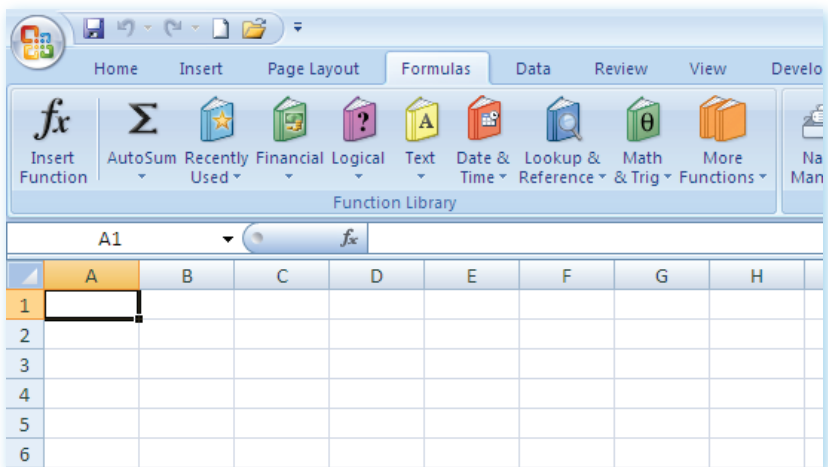 Home Insert Page Layout Formulas Data Review View Develo
fx Σ ? A θ
Insert AutoSum Recently Financial Logical Text Date & Lookup & Math More Na
Function Used Time Reference & Trig Functions Man
Function Library
A1 fx
A B C D E F G H
1
2
3
4
5
6